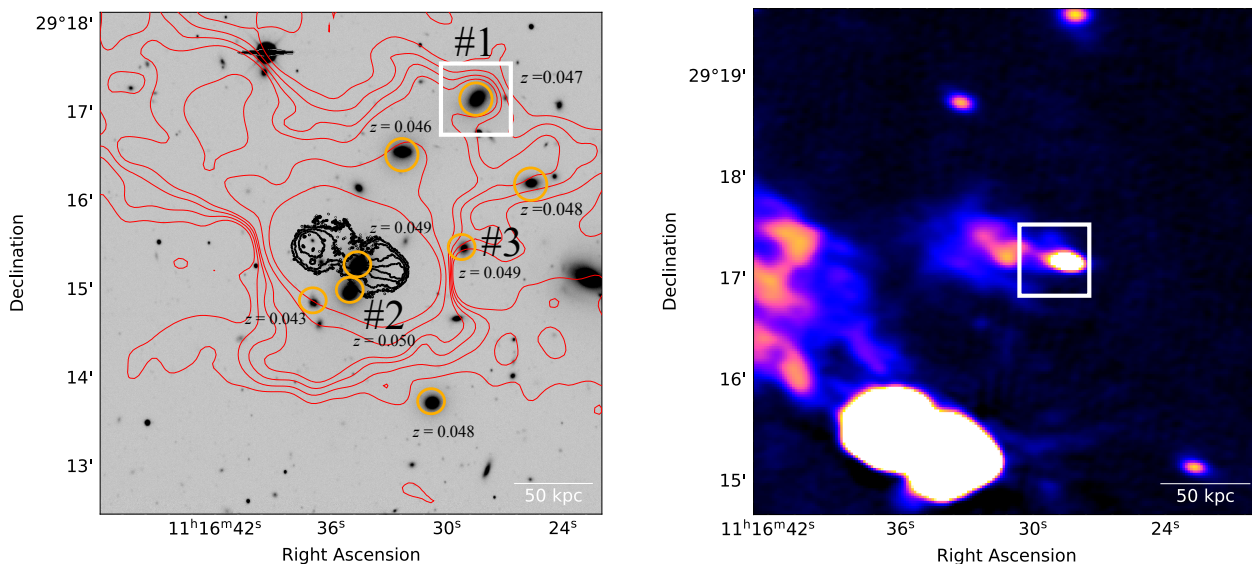 29°18'
17'
16'
15'
14'
13'
Declination
#1
z =0.047
z = 0.046
z = 0.048
z = 0.049
#3
z = 0.049
z = 0.043
#2
z = 0.050
z = 0.048
50 kpc
11ʰ16ᵐ42ˢ
36ˢ
30ˢ
24ˢ
Right Ascension
29°19'
18'
17'
16'
15'
Declination
50 kpc
11ʰ16ᵐ42ˢ
36ˢ
30ˢ
24ˢ
Right Ascension